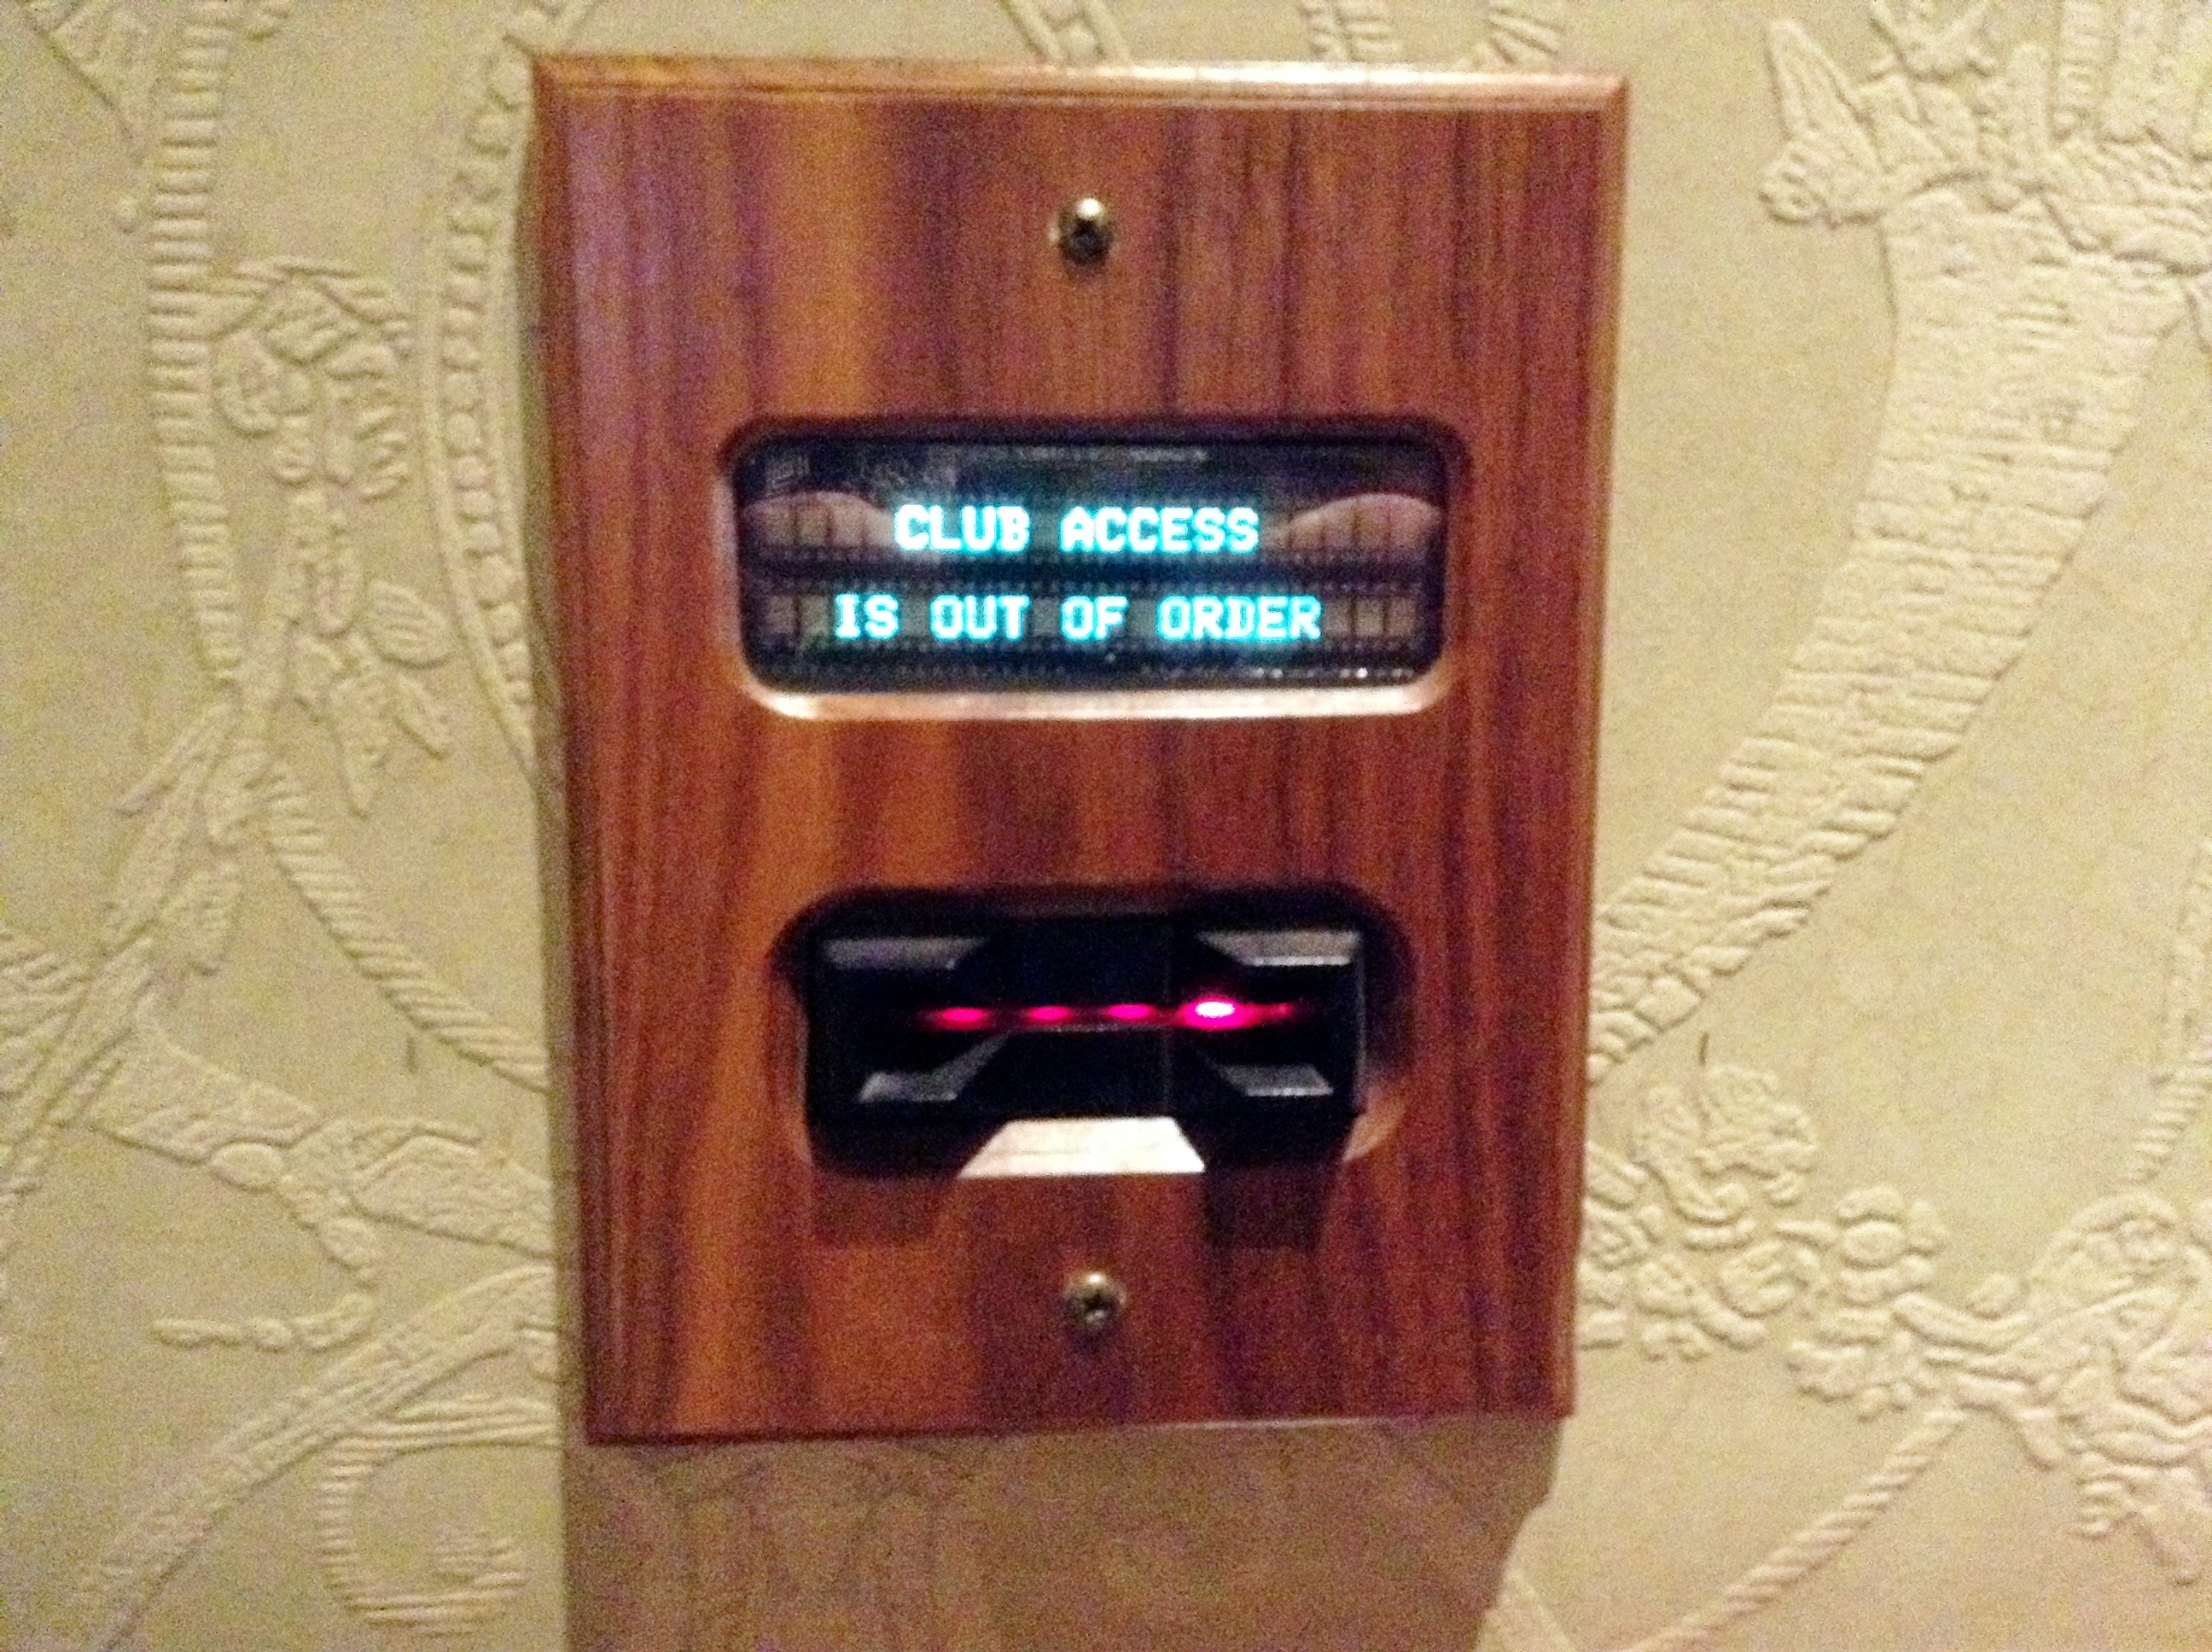 CLUB ACCESS
IS OUT OF ORDER